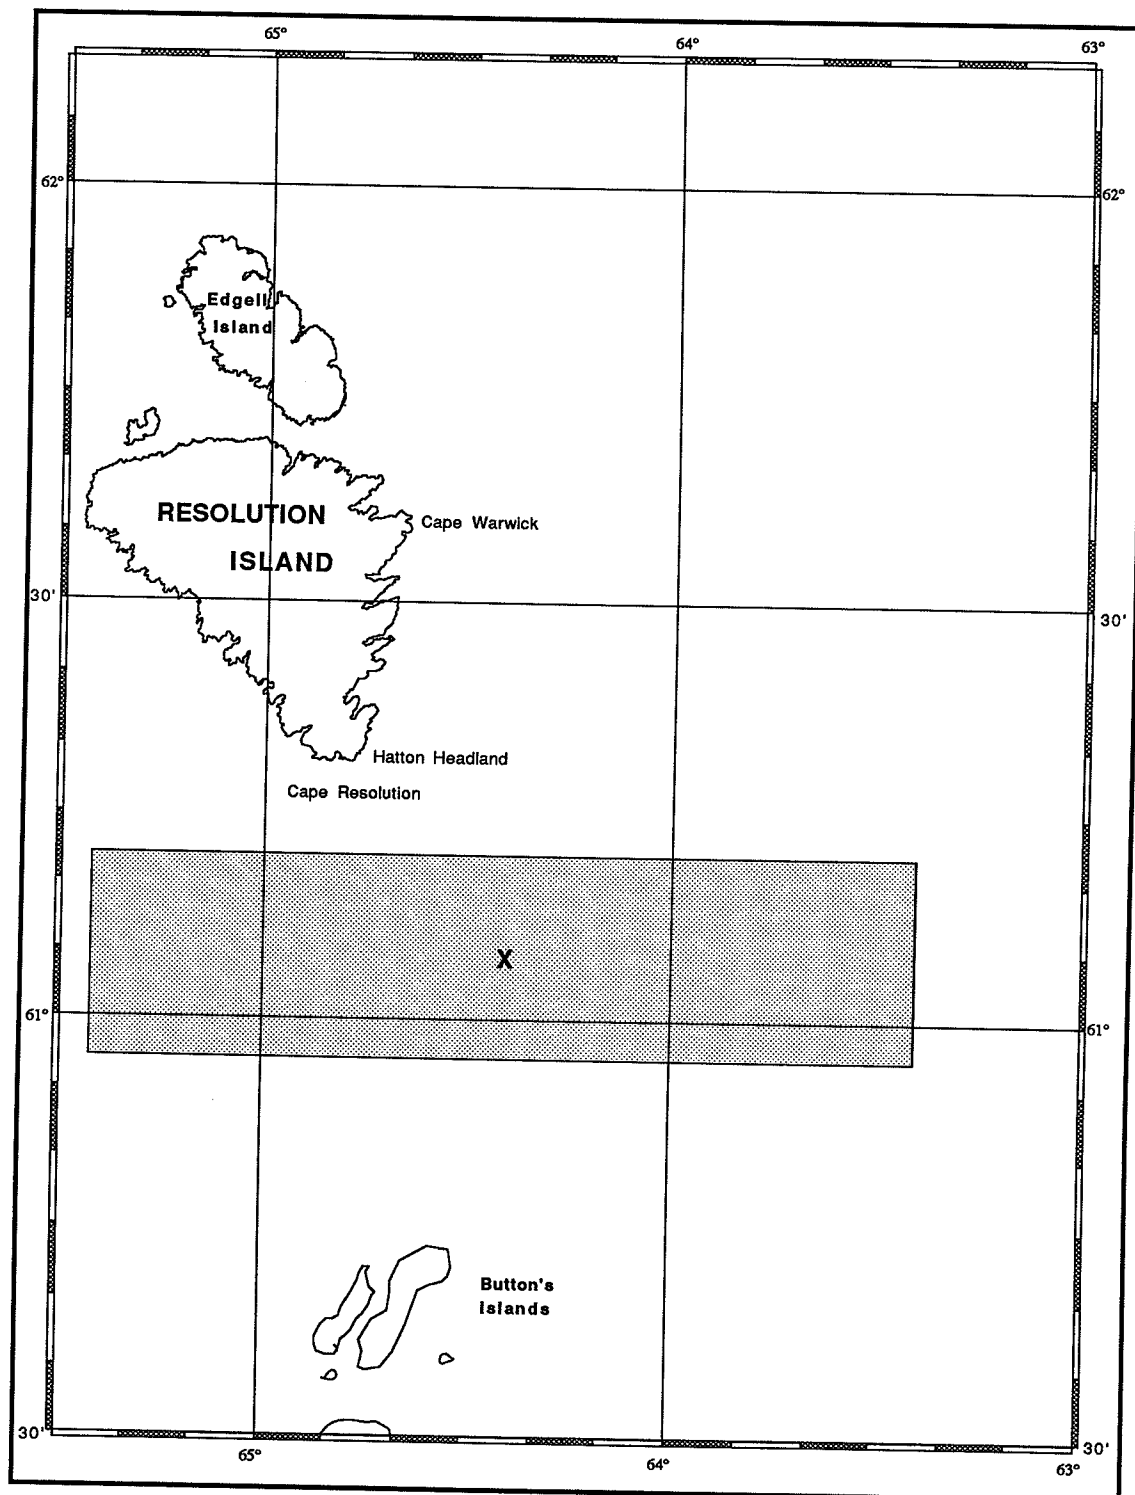 65° 64° 63°
62° 62°
Edgell
Island
RESOLUTION
Cape Warwick
ISLAND
30' 30'
Hatton Headland
Cape Resolution
X
61° 61°
Button's
Islands
30' 30'
65° 64° 63°